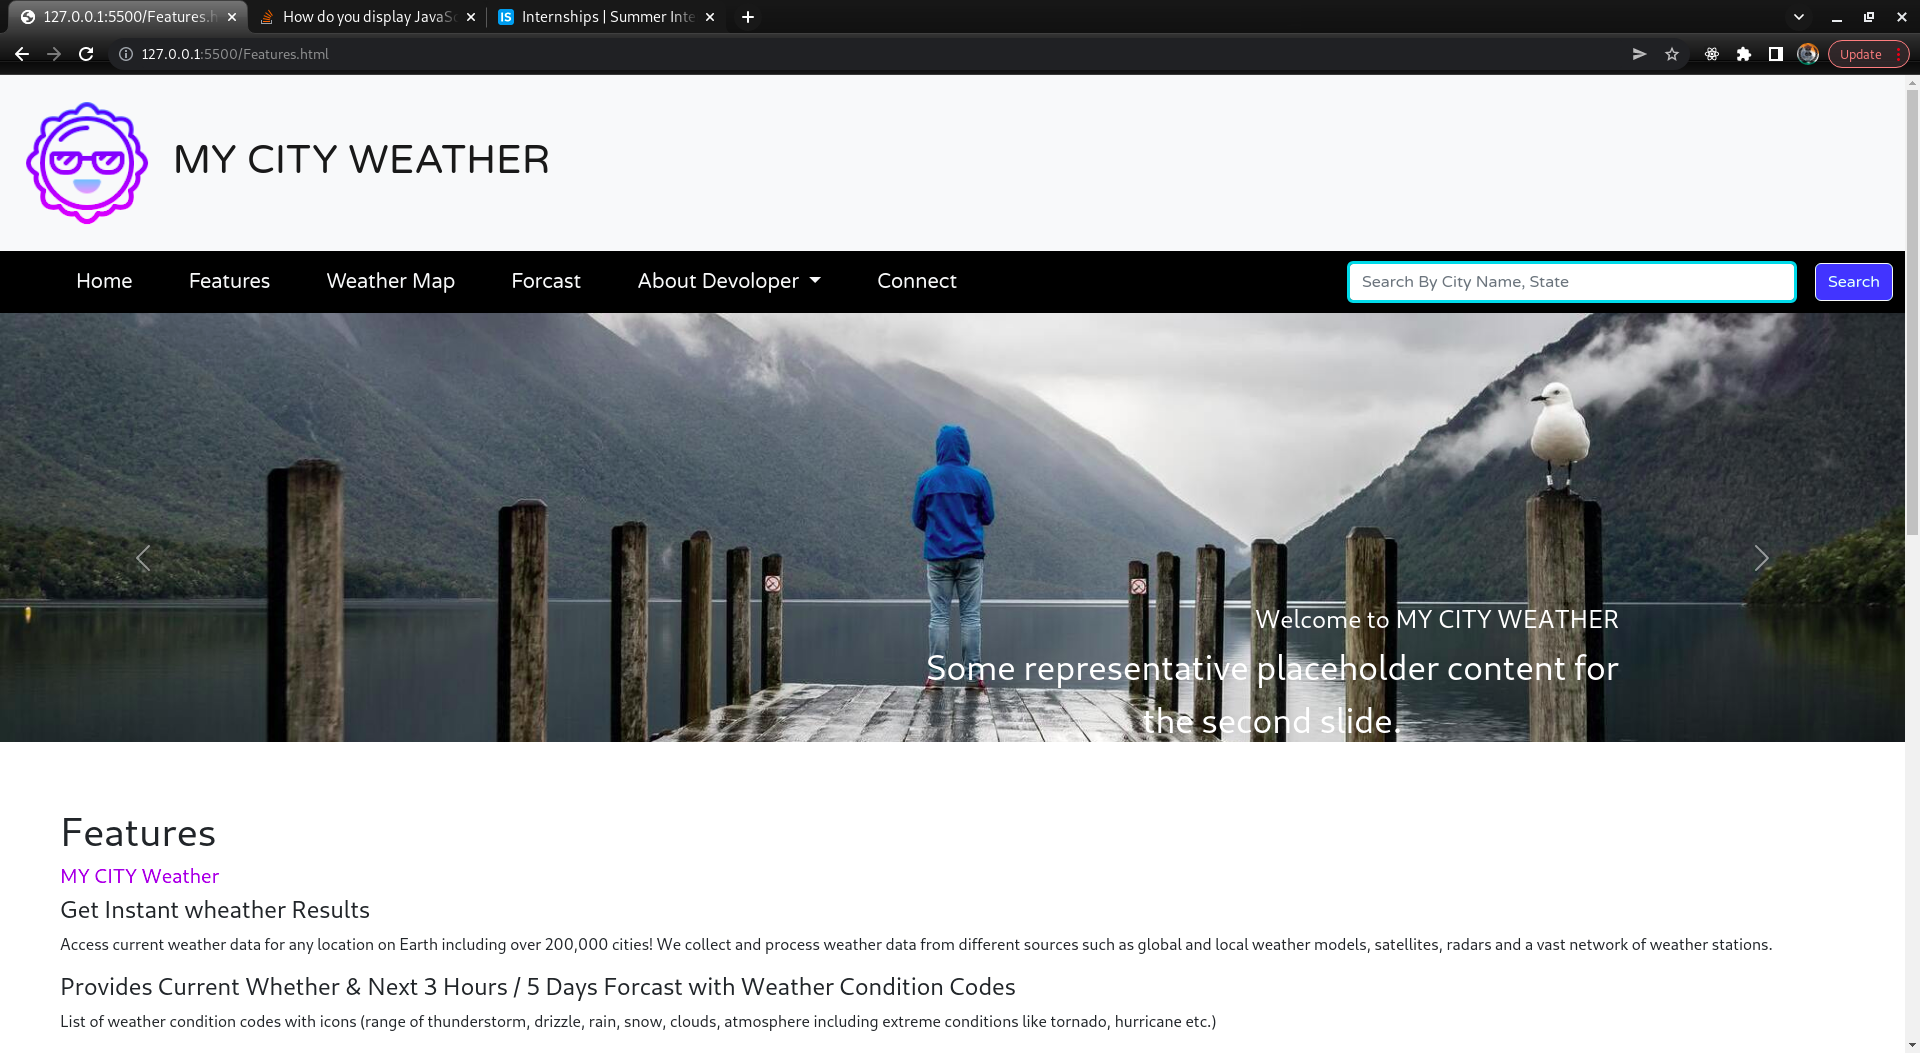 127.0.0.1:5500/Features.h
How do you display JavaSc
IS
Internships | Summer Inte
127.0.0.1:5500/Features.html
Update
MY CITY WEATHER
Home
Features
Weather Map
Forcast
About Devoloper
Connect
Search By City Name, State
Search
Welcome to MY CITY WEATHER
Some representative placeholder content for
the second slide.
Features
MY CITY Weather
Get Instant wheather Results
Access current weather data for any location on Earth including over 200,000 cities! We collect and process weather data from different sources such as global and local weather models, satellites, radars and a vast network of weather stations.
Provides Current Whether & Next 3 Hours / 5 Days Forcast with Weather Condition Codes
List of weather condition codes with icons (range of thunderstorm, drizzle, rain, snow, clouds, atmosphere including extreme conditions like tornado, hurricane etc.)